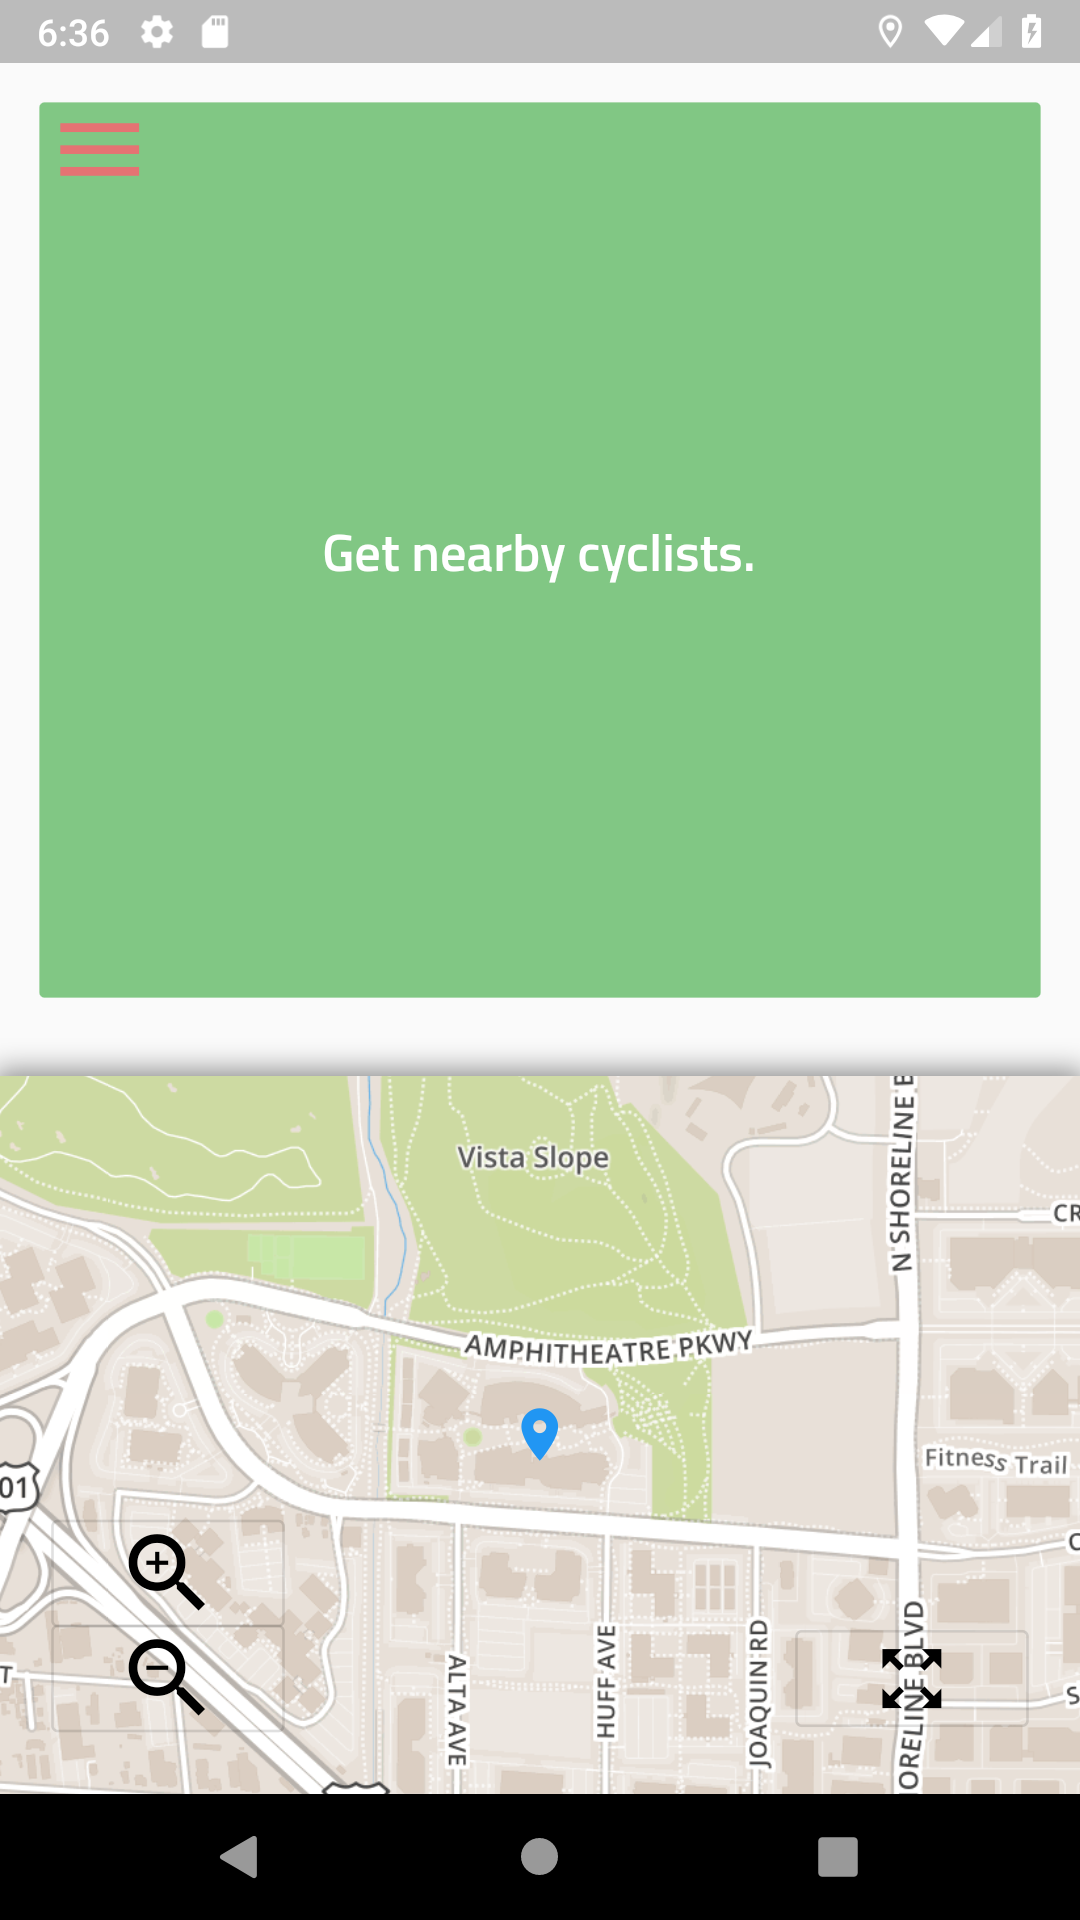 6:36
Get nearby cyclists.
Vista Slope
N SHORELINE
CR
AMPHITHEATRE PKWY
Fitness Trail
01
T
ALTA AVE
HUFF AVE
JOAQUIN RD
ORELINE BLVD
S